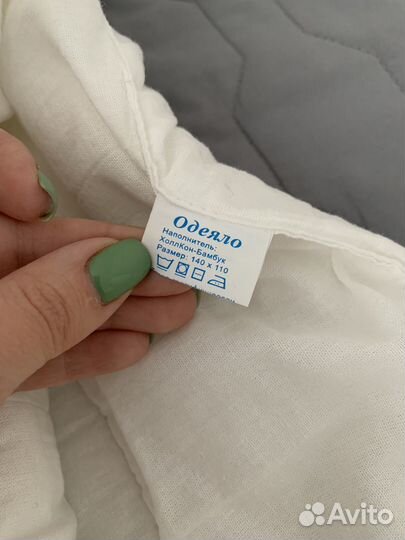 Одеяло
Наполнитель:
ХоллКон-Бамбук
Размер: 140 х 110
Avito